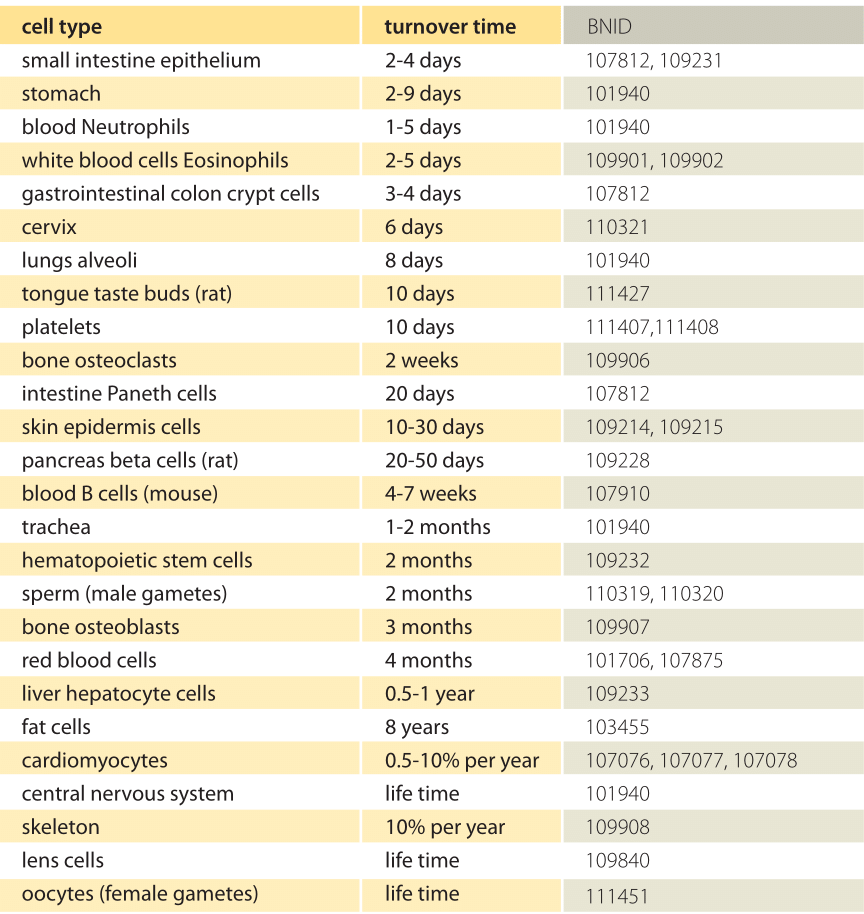 cell type turnover time BNID
small intestine epithelium 2-4 days 107812, 109231
stomach 2-9 days 101940
blood Neutrophils 1-5 days 101940
white blood cells Eosinophils 2-5 days 109901, 109902
gastrointestinal colon crypt cells 3-4 days 107812
cervix 6 days 110321
lungs alveoli 8 days 101940
tongue taste buds (rat) 10 days 111427
platelets 10 days 111407,111408
bone osteoclasts 2 weeks 109906
intestine Paneth cells 20 days 107812
skin epidermis cells 10-30 days 109214, 109215
pancreas beta cells (rat) 20-50 days 109228
blood B cells (mouse) 4-7 weeks 107910
trachea 1-2 months 101940
hematopoietic stem cells 2 months 109232
sperm (male gametes) 2 months 110319, 110320
bone osteoblasts 3 months 109907
red blood cells 4 months 101706, 107875
liver hepatocyte cells 0.5-1 year 109233
fat cells 8 years 103455
cardiomyocytes 0.5-10% per year 107076, 107077, 107078
central nervous system life time 101940
skeleton 10% per year 109908
lens cells life time 109840
oocytes (female gametes) life time 111451